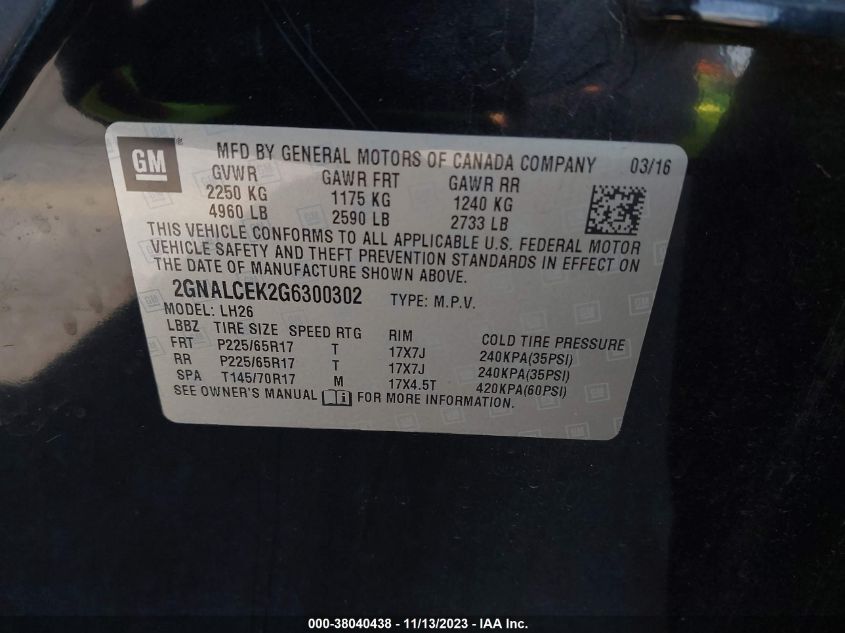 GM
MFD BY GENERAL MOTORS OF CANADA COMPANY 03/16
GVWR GAWR FRT GAWR RR
2250 KG 1175 KG 1240 KG
4960 LB 2590 LB 2733 LB
THIS VEHICLE CONFORMS TO ALL APPLICABLE U.S. FEDERAL MOTOR
VEHICLE SAFETY AND THEFT PREVENTION STANDARDS IN EFFECT ON
THE DATE OF MANUFACTURE SHOWN ABOVE.
2GNALCEK2G6300302 TYPE: M.P.V.
MODEL: LH26
LBBZ TIRE SIZE SPEED RTG RIM COLD TIRE PRESSURE
FRT P225/65R17 T 17X7J 240KPA(35PSI)
RR P225/65R17 T 17X7J 240KPA(35PSI)
SPA T145/70R17 M 17X4.5T 420KPA(60PSI)
SEE OWNER'S MANUAL FOR MORE INFORMATION.
000-38040438 - 11/13/2023 - IAA Inc.